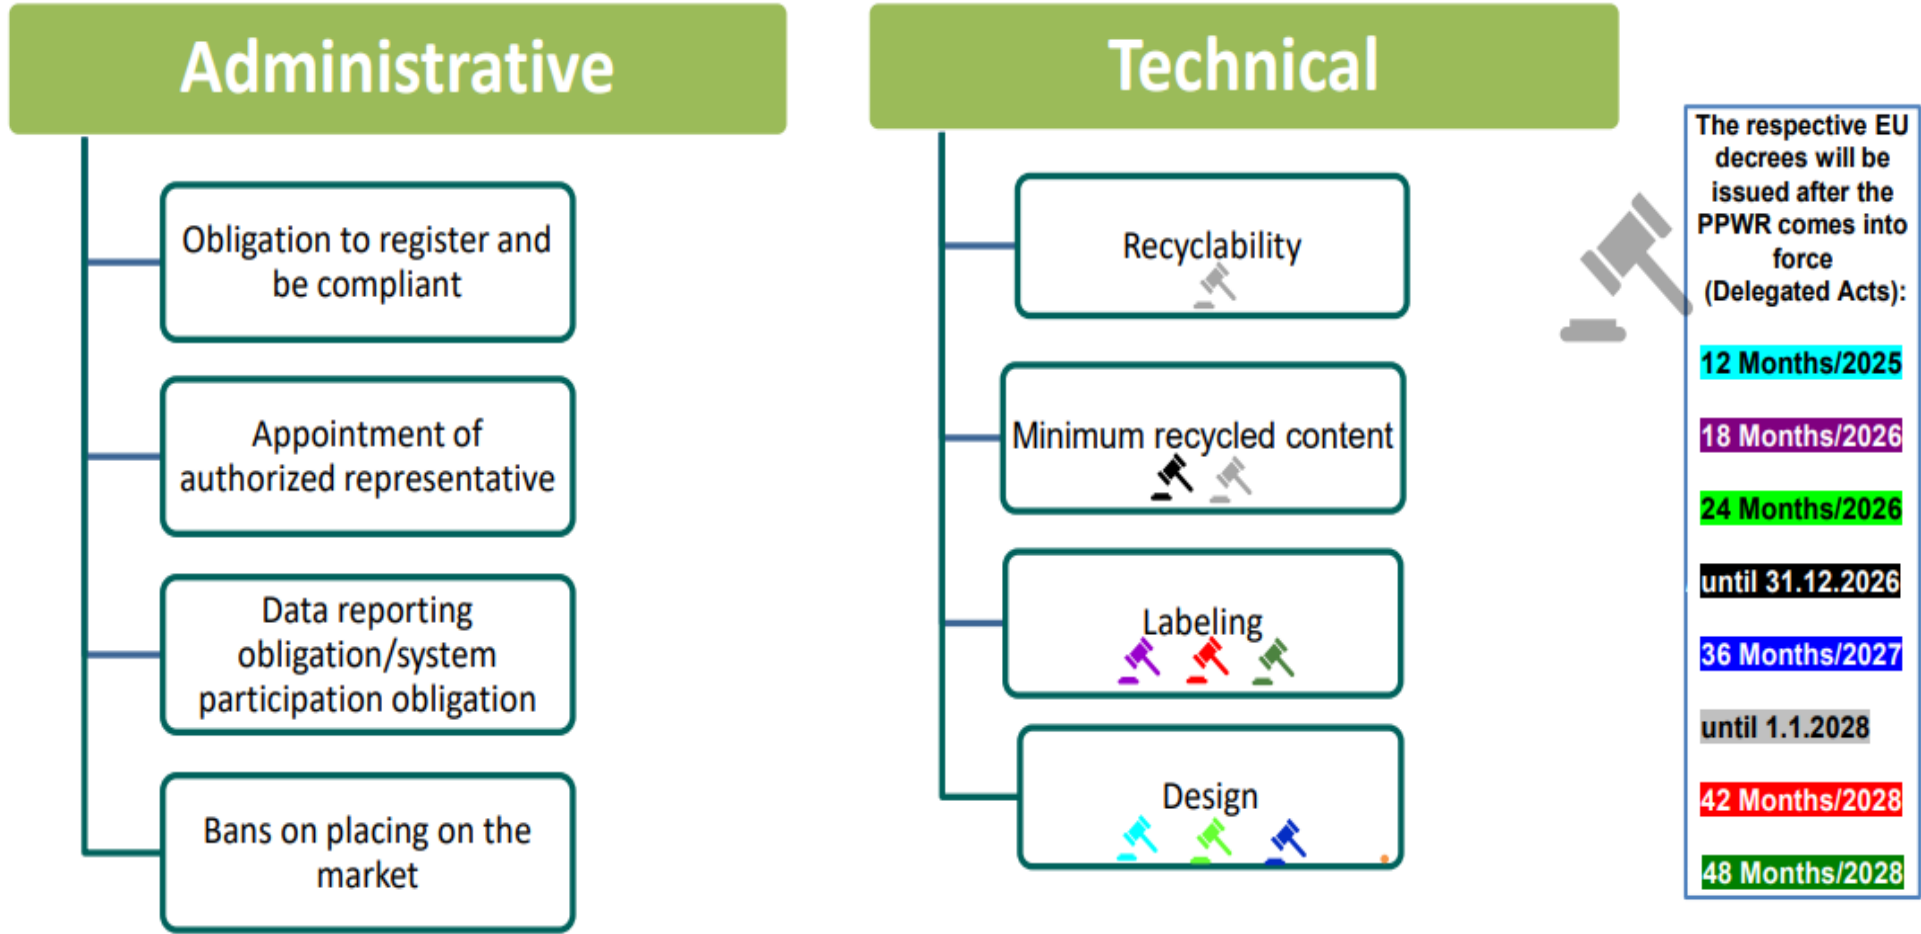 Administrative
Obligation to register and
be compliant
Appointment of
authorized representative
Data reporting
obligation/system
participation obligation
Bans on placing on the
market
Technical
Recyclability
Minimum recycled content
Labeling
Design
The respective EU
decrees will be
issued after the
PPWR comes into
force
(Delegated Acts):
12 Months/2025
18 Months/2026
24 Months/2026
until 31.12.2026
36 Months/2027
until 1.1.2028
42 Months/2028
48 Months/2028